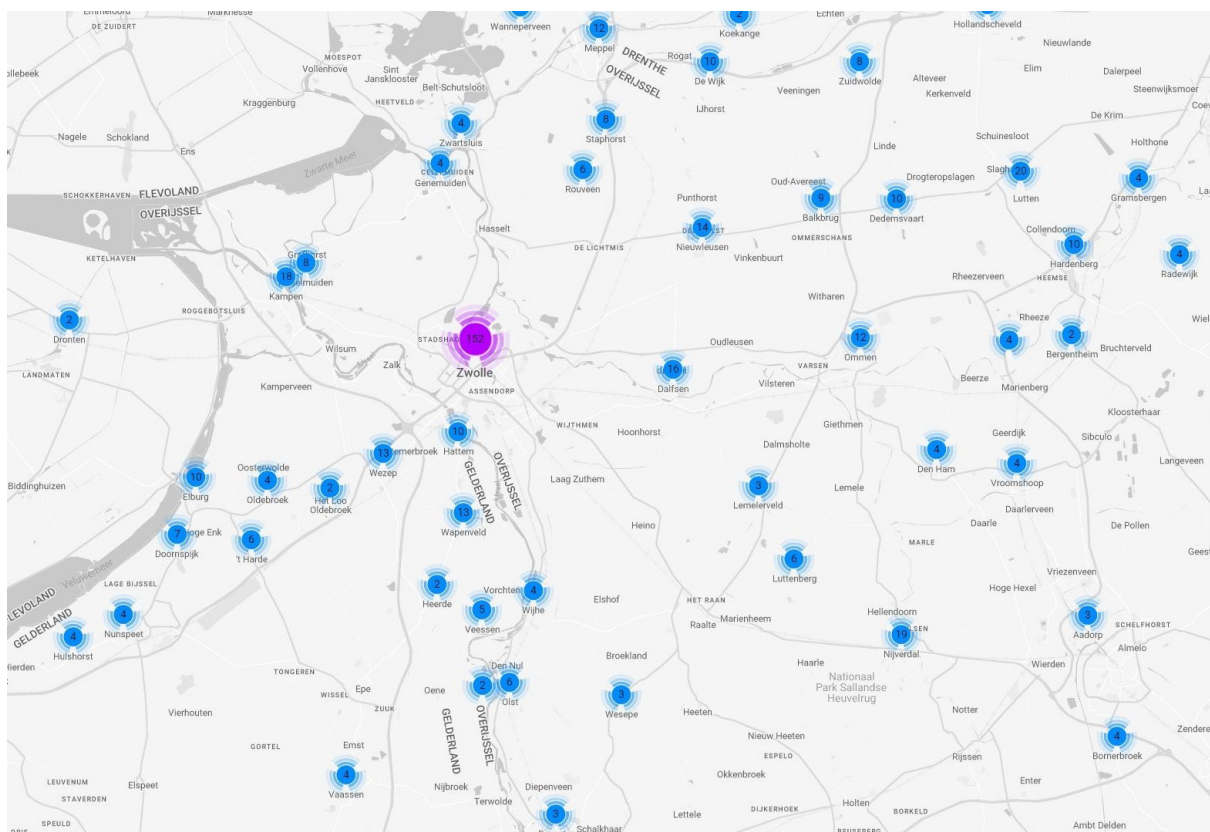 Emmeloord
Marknesse
DE ZUIDERT
Wanneperveen
12
Meppel
2
Koekange
Echten
Hollandscheveld
Nieuwlande
MOESPOT
Vollenhove
Sint
Jansklooster
Belt-Schutsloot
HEETVELD
DRENTHE
OVERIJSSEL
Rogat
10
De Wijk
Veeningen
8
Zuidwolde
Alteveer
Kerkenveld
Elim
Dalerpeel
Steenwijksmoer
Kraggenburg
Nagele
Schokland
Ens
4
Zwartsluis
8
Staphorst
IJhorst
De Krim
Schuinesloot
Linde
Holthone
Zwarte Meet
4
Genemuiden
6
Rouveen
Punthorst
Oud-Avereest
9
Balkbrug
Drogteropslagen
10
Dedemsvaart
20
Lutten
4
Gramsbergen
SCHOKKERHAVEN
FLEVOLAND
OVERIJSSEL
Hasselt
14
Nieuwleusen
DE LICHTMIS
OMMERSCHANS
Collendoorn
10
Hardenberg
KETELHAVEN
8
18
Kampen
Vinkenbuurt
Rheezerveen
HEEMSE
4
Radewijk
ROGGEBOTSLUIS
Witharen
2
Dronten
Wilsum
Zalk
152
Zwolle
Oudleusen
12
Ommen
Rheeze
4
2
Bergentheim
Bruchterveld
LANDMATEN
Kamperveen
ASSENDORP
16
Dalfsen
VARSEN
Vilsteren
Beerze
Marienberg
Kloosterhaar
10
Hattem
WIJTHMEN
Hoonhorst
Giethmen
Dalmsholte
Geerdijk
Sibculo
13
Wezep
OVERIJSSEL
GELDERLAND
4
Den Ham
4
Vroomshoop
Langeveen
Biddinghuizen
10
Elburg
Oosterwolde
4
Oldebroek
2
Het Loo
Oldebroek
Laag Zuthem
3
Lemelerveld
Lemele
13
Wapenveld
Heino
Daarlerveen
Daarle
De Pollen
7
Doornspijk
6
't Harde
MARLE
Veluwemeer
LAGE BIJSSEL
6
Luttenberg
Vriezenveen
Hoge Hexel
2
Heerde
5
Veessen
4
Wijhe
Elshof
HET RAAN
Raalte
Marienheem
Hellendoorn
GELDERLAND
4
Nunspeet
4
Hulshorst
19
Nijverdal
3
Aadorp
SCHELFHORST
Almelo
Hierden
TONGEREN
WISSEL
Epe
Oene
Den Nul
2
6
Olst
Broekland
3
Wesepe
Haarle
Nationaal
Park Sallandse
Heuvelrug
Wierden
Vierhouten
ZUUK
GELDERLAND
OVERIJSSEL
Heeten
Notter
GORTEL
Emst
Nieuw Heeten
ESPELO
Rijssen
4
Bornerbroek
LEUVENUM
STAVERDEN
Elspeet
4
Vaassen
Nijbroek
Terwolde
Diepenveen
Okkenbroek
Enter
SPEULD
3
Schalkhaar
Lettele
DIJKERHOEK
Holten
BORKELD
Ambt Delden